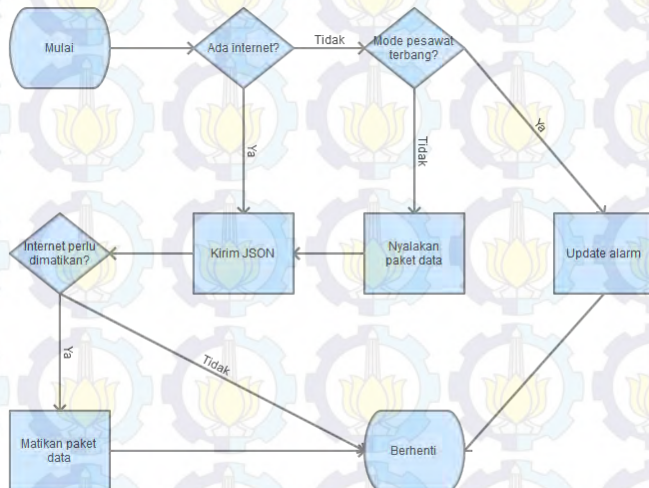 Mulai
Ada internet?
Tidak
Mode pesawat
terbang?
Ya
Tidak
Ya
Internet perlu
dimatikan?
Kirim JSON
Nyalakan
paket data
Update alarm
Ya
Tidak
Matikan paket
data
Berhenti